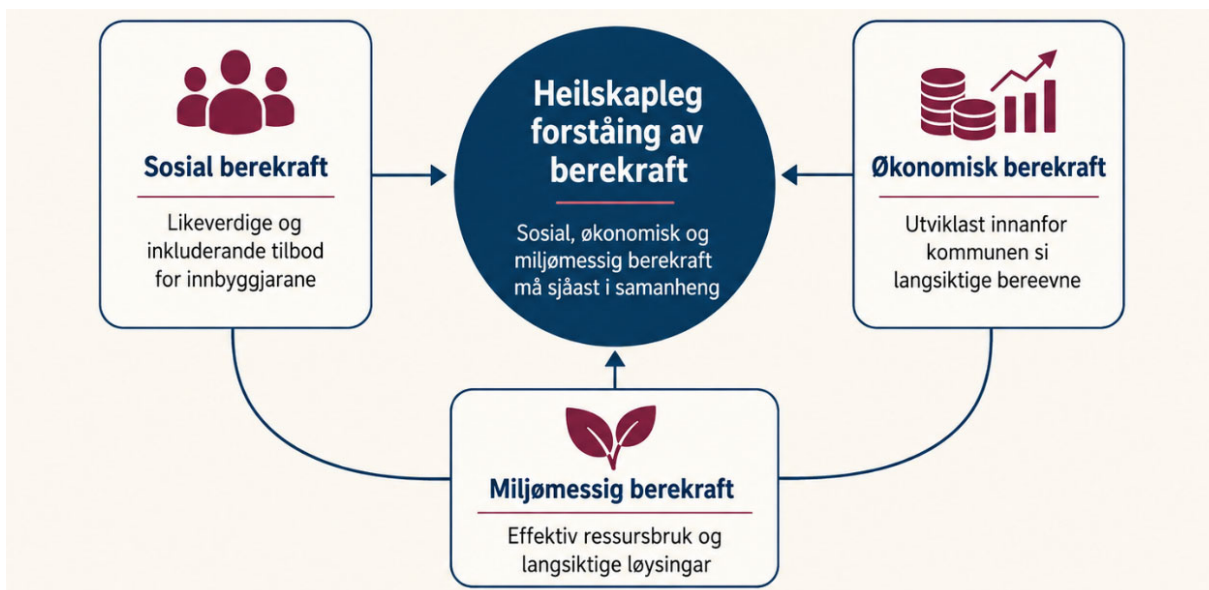 Sosial berekraft
Likeverdige og
inkluderande tilbod
for innbyggjarane
Heilskapleg
forståing av
berekraft
Sosial, økonomisk og
miljømessig berekraft
må sjåast i samanheng
Økonomisk berekraft
Utviklast innanfor
kommunen si
langsiktige bereevne
Miljømessig berekraft
Effektiv ressursbruk og
langsiktige løysingar